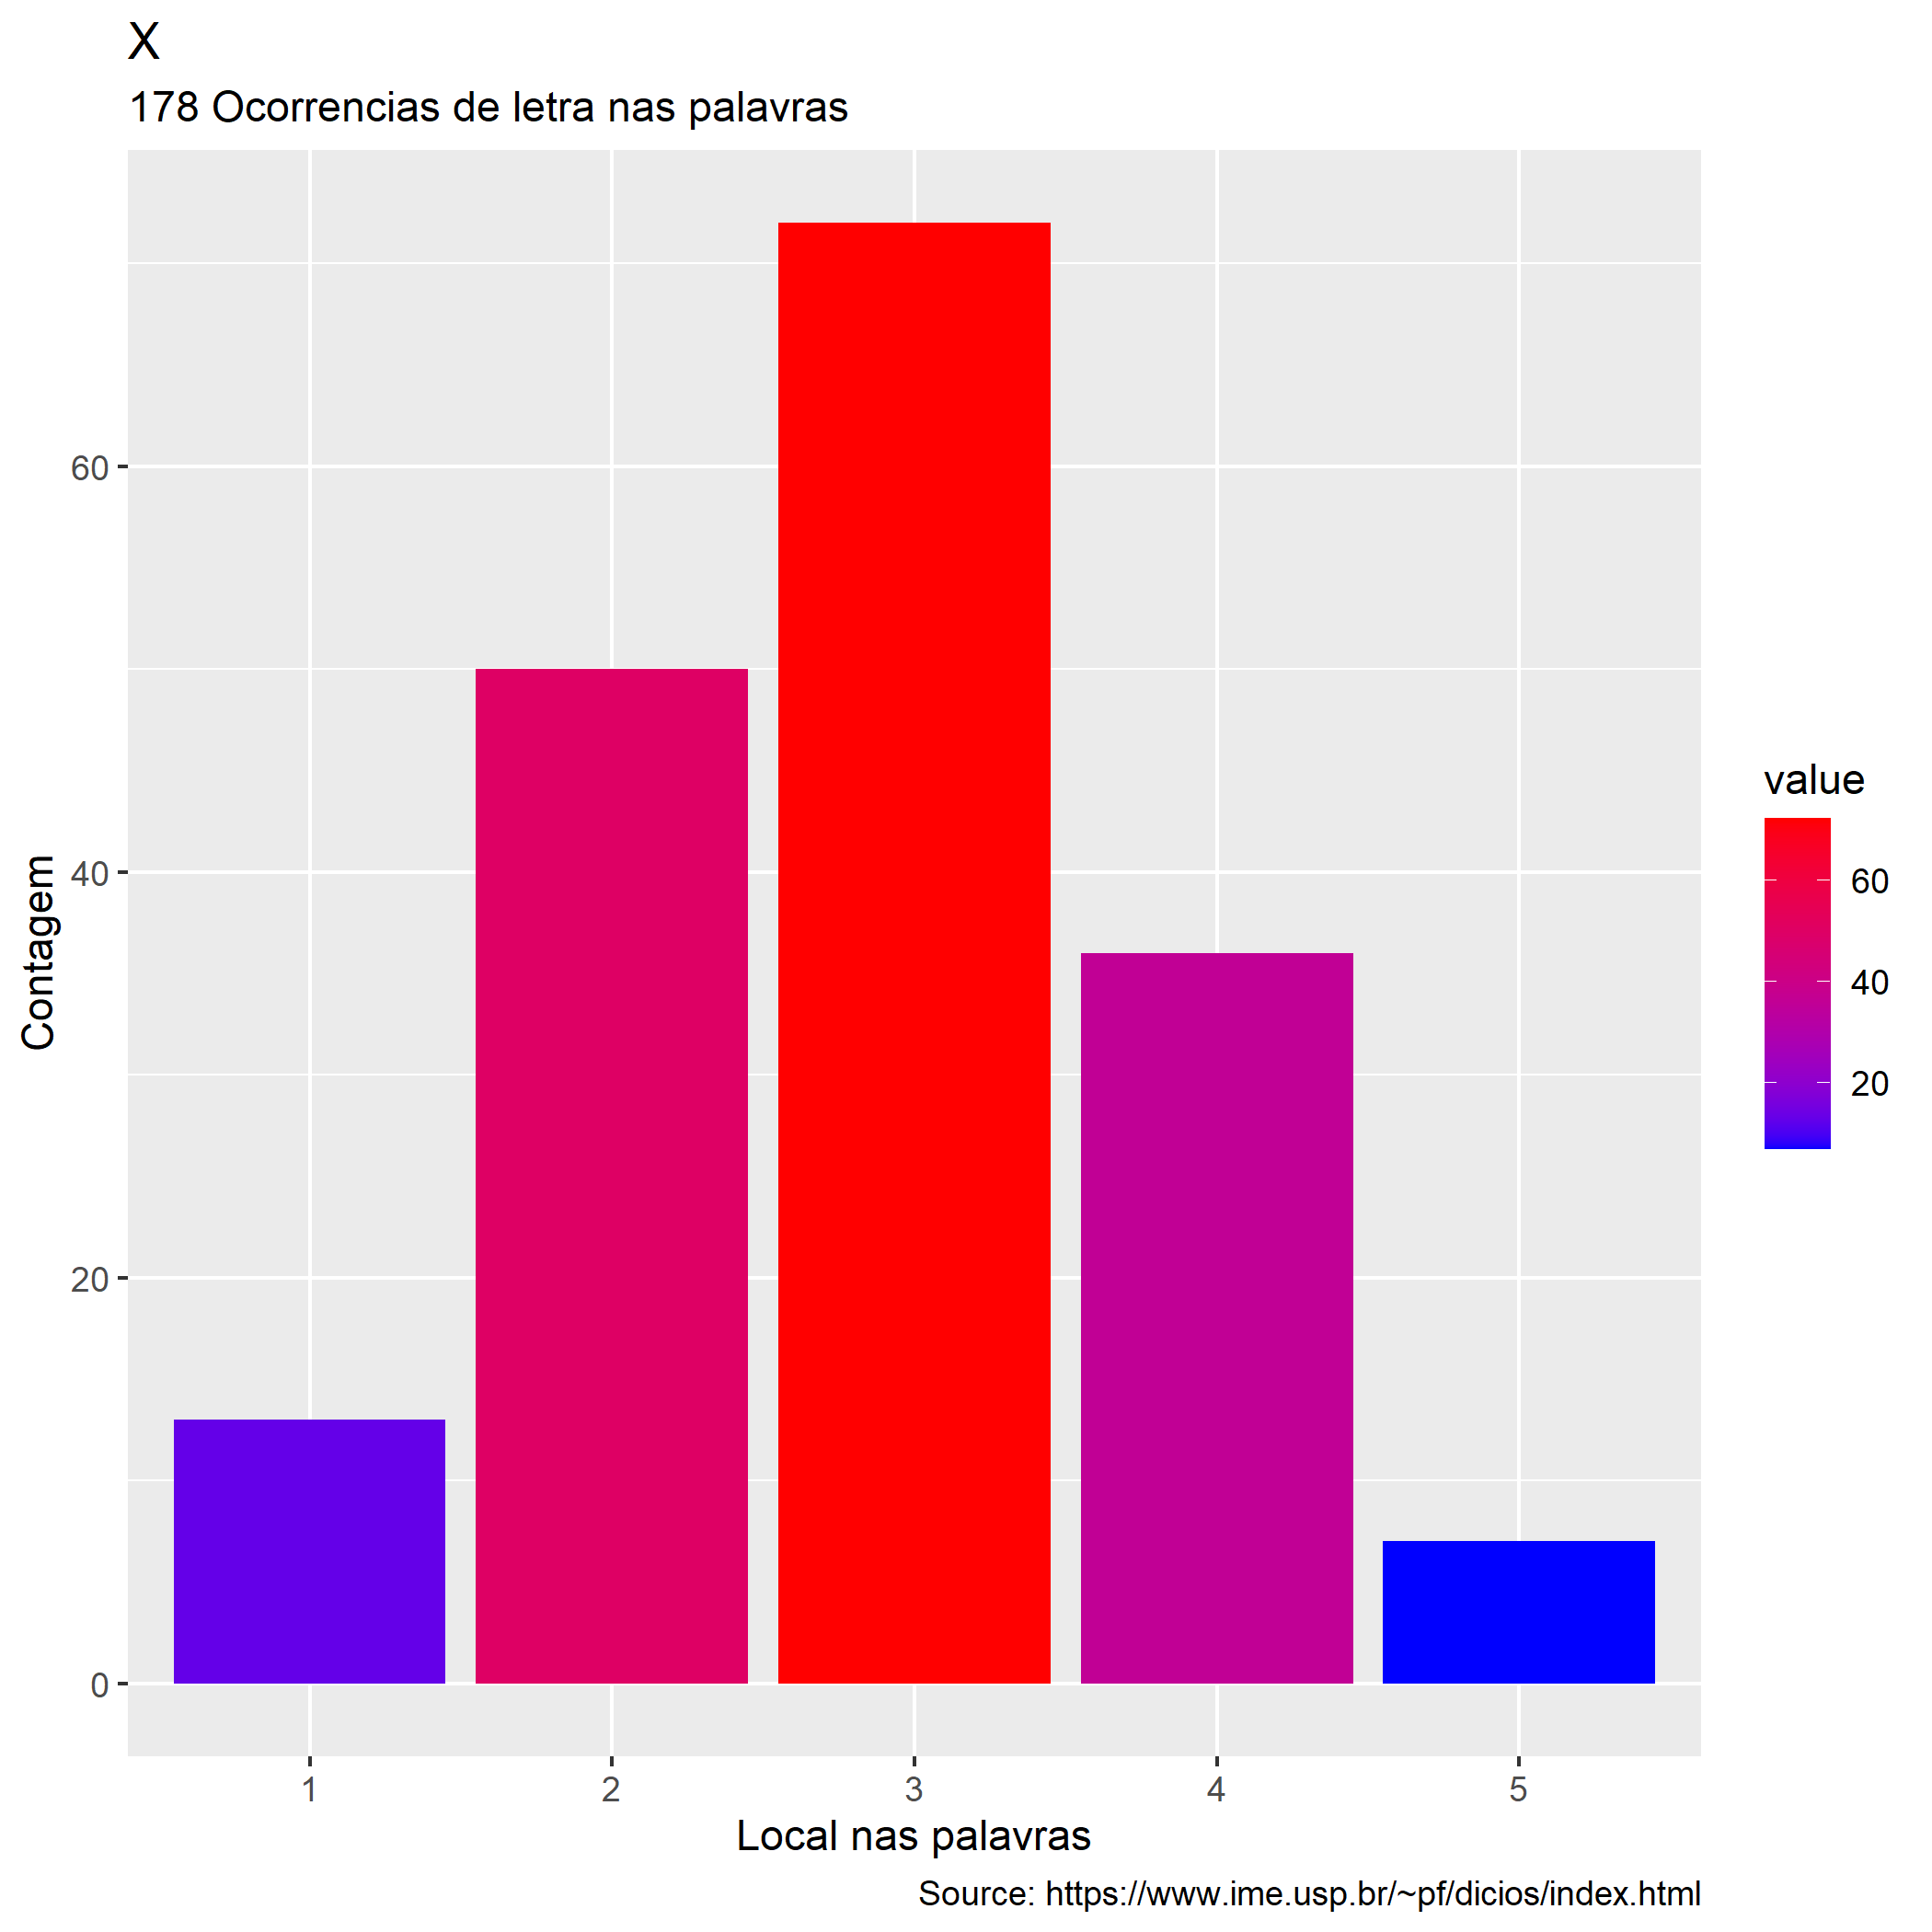 X
178 Ocorrencias de letra nas palavras
60
40
20
0
Contagem
1 2 3 4 5
Local nas palavras
value
60
40
20
Source: https://www.ime.usp.br/~pf/dicios/index.html